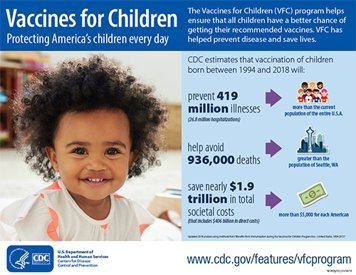 Vaccines for Children
Protecting America's children every day
The Vaccines for Children (VFC) program helps
ensure that all children have a better chance of
getting their recommended vaccines. VFC has
helped prevent disease and save lives.
CDC estimates that vaccination of children
born between 1994 and 2018 will:
prevent 419
million illnesses
(26.8 million hospitalizations)
more than the current
population of the entire U.S.A.
help avoid
936,000 deaths
greater than the
population of Seattle, WA
save nearly $1.9
trillion in total
societal costs
(that includes $406 billion in direct costs)
more than $5,000 for each American
U.S. Department of
Health and Human Services
Centers for Disease
Control and Prevention
CDC
www.cdc.gov/features/vfcprogram